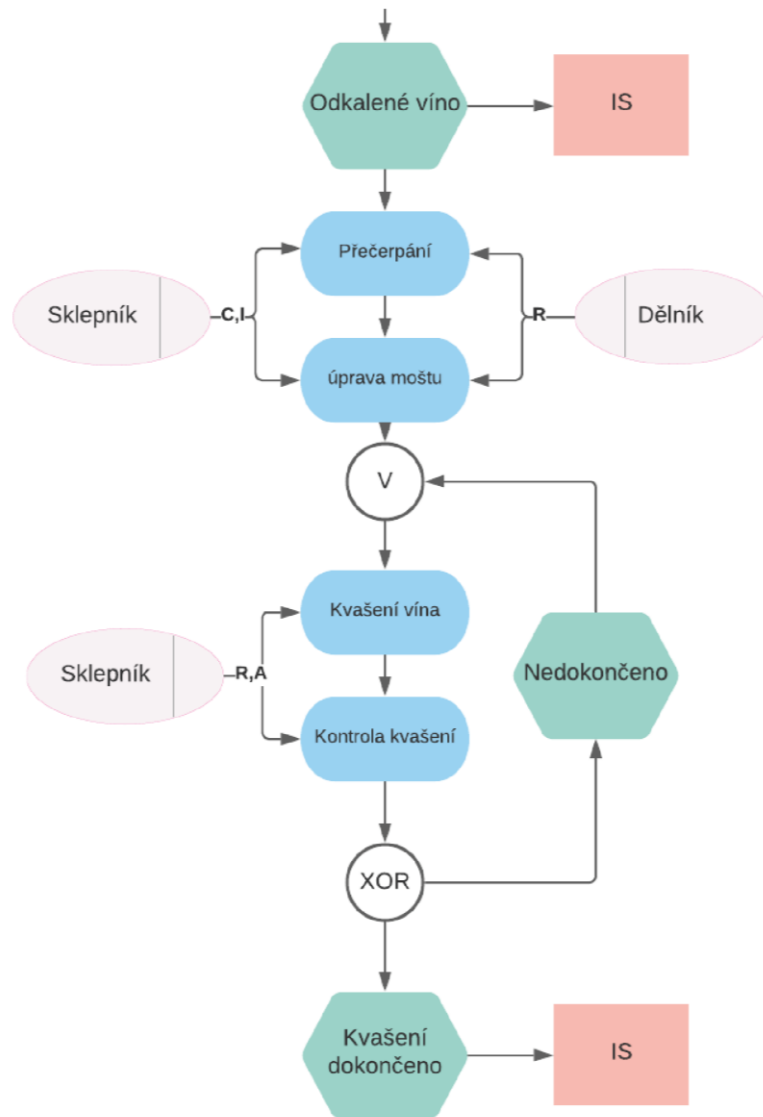 Odkalené víno
IS
Přečerpání
Sklepník
C,I
R
Dělník
úprava moštu
V
Kvašení vína
Sklepník
R,A
Nedokončeno
Kontrola kvašení
XOR
Kvašení
dokončeno
IS